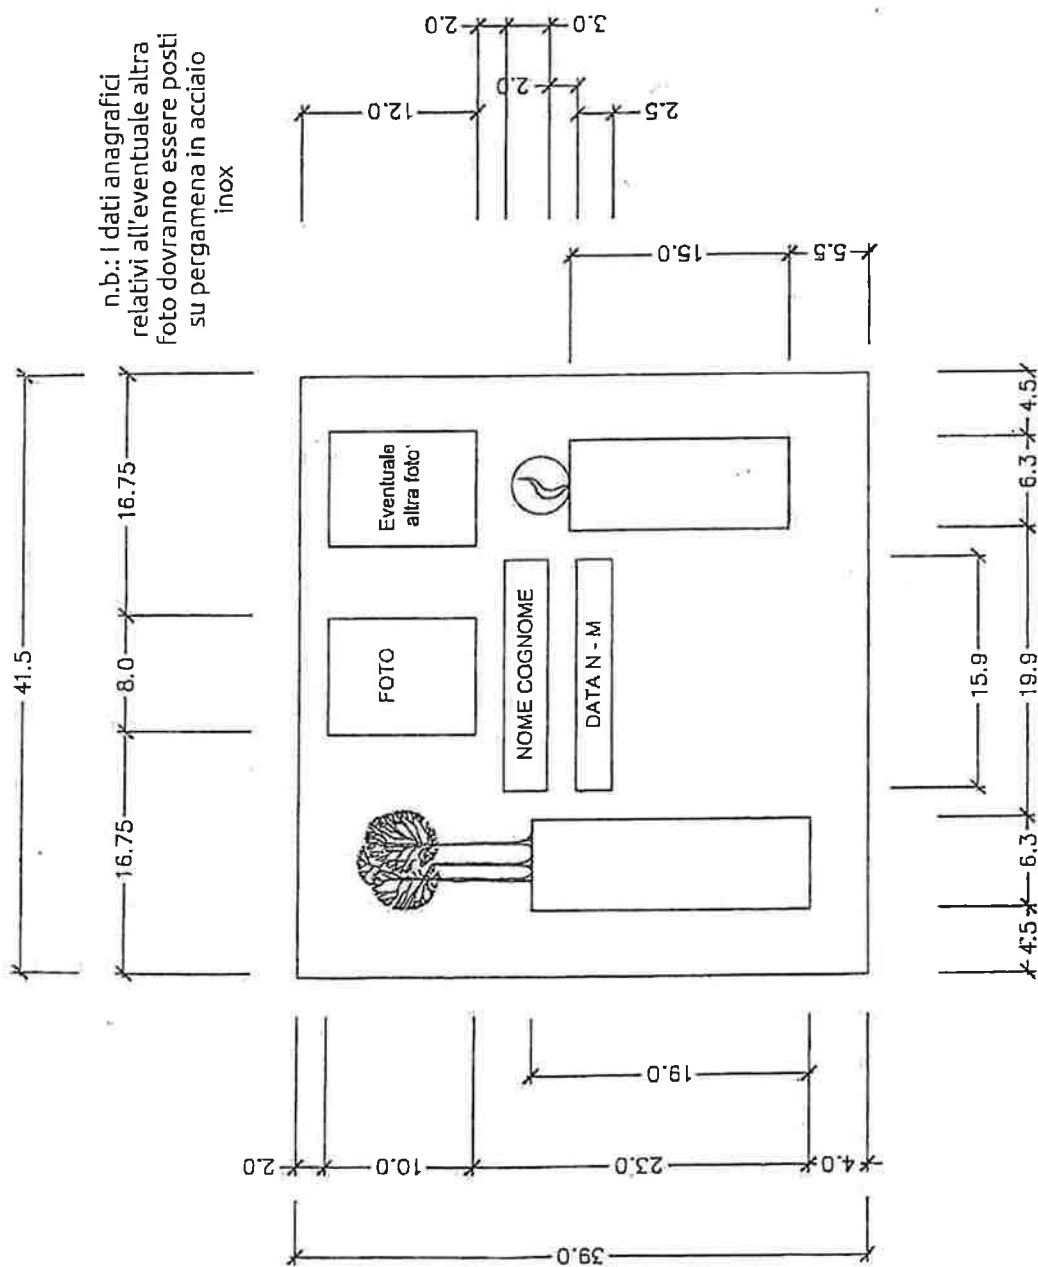 n.b.: I dati anagrafici
relativi all'eventuale altra
foto dovranno essere posti
su pergamena in acciaio
inox
41.5
16.75
8.0
16.75
FOTO
Eventuale
altra foto
NOME COGNOME
DATA N - M
39.0
2.0
10.0
23.0
4.0
19.0
12.0
2.0
3.0
2.0
2.5
15.0
5.5
15.9
4.5
6.3
19.9
6.3
4.5